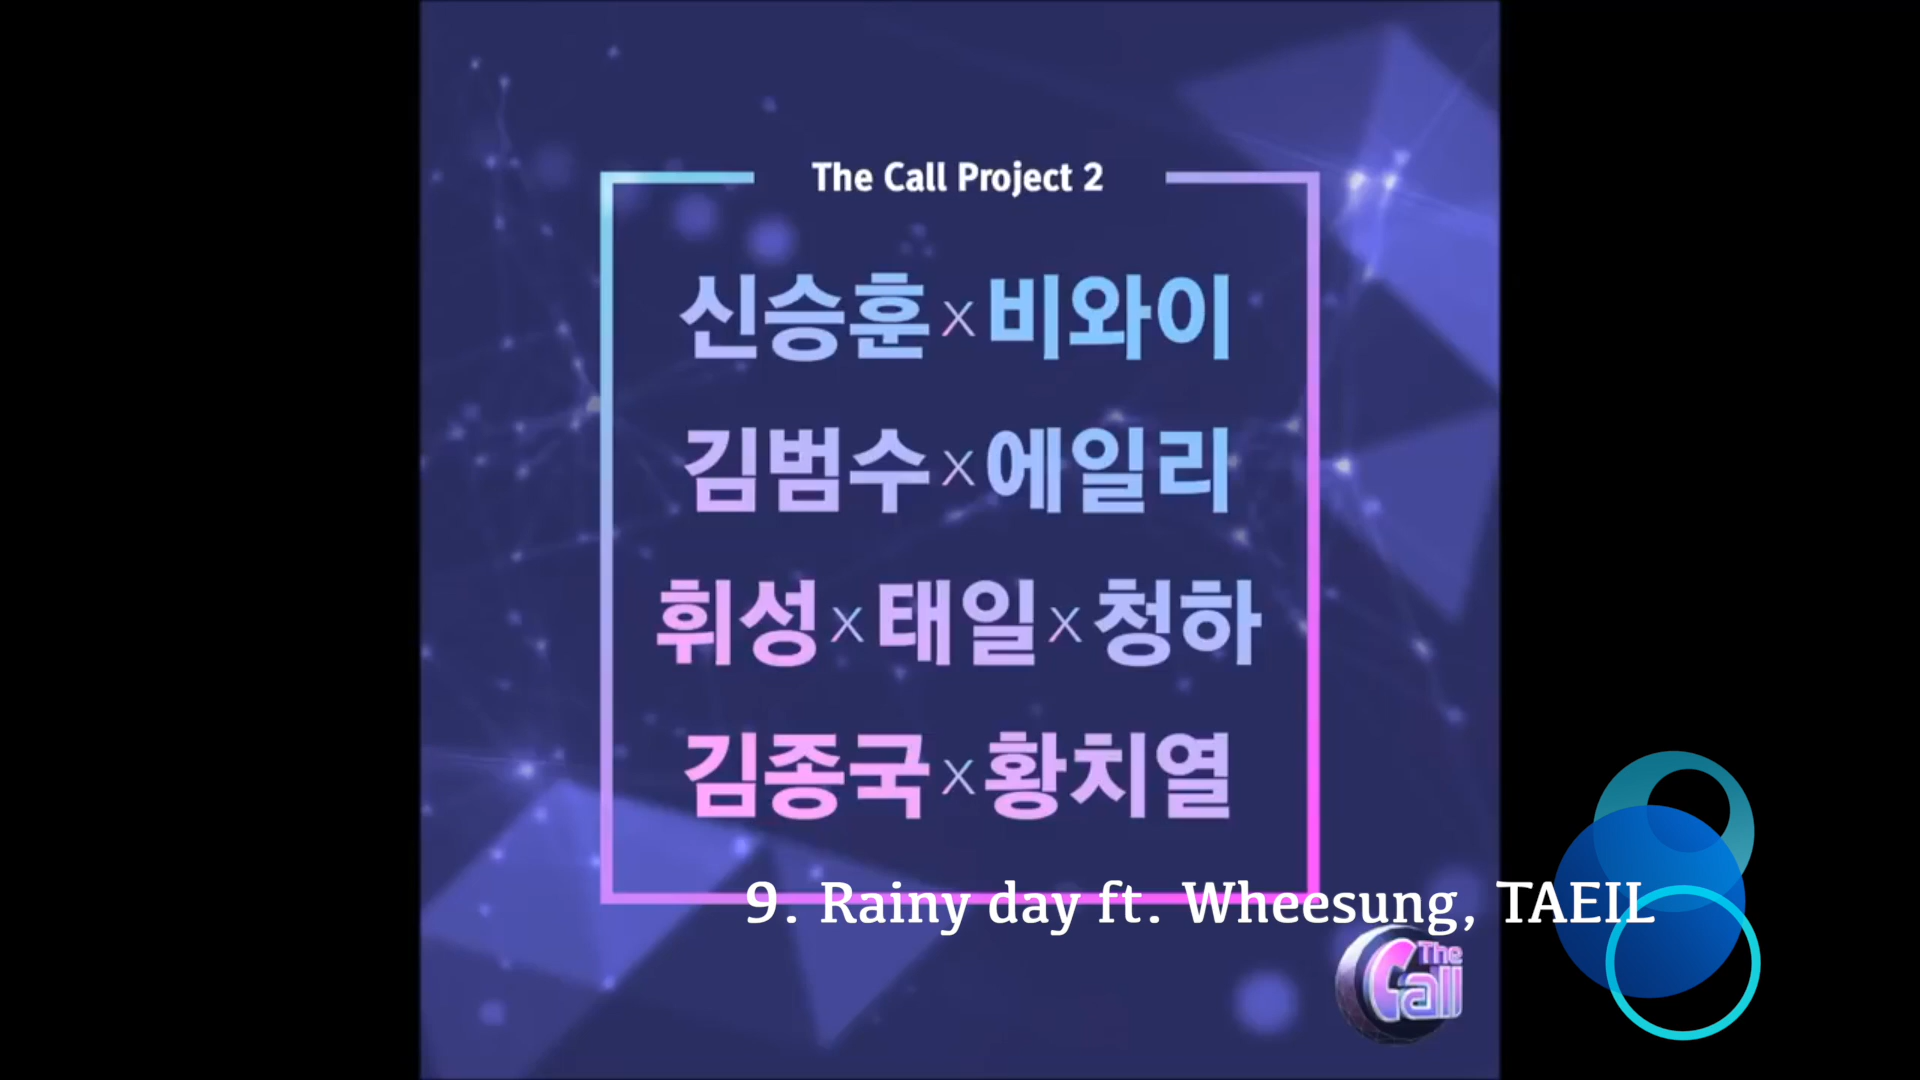 The Call Project 2
신승훈 x 비와이
김범수 x 에일리
휘성 x 태일 x 청하
김종국 x 황치열
9. Rainy day ft. Wheesung, TAEIL
The
Call